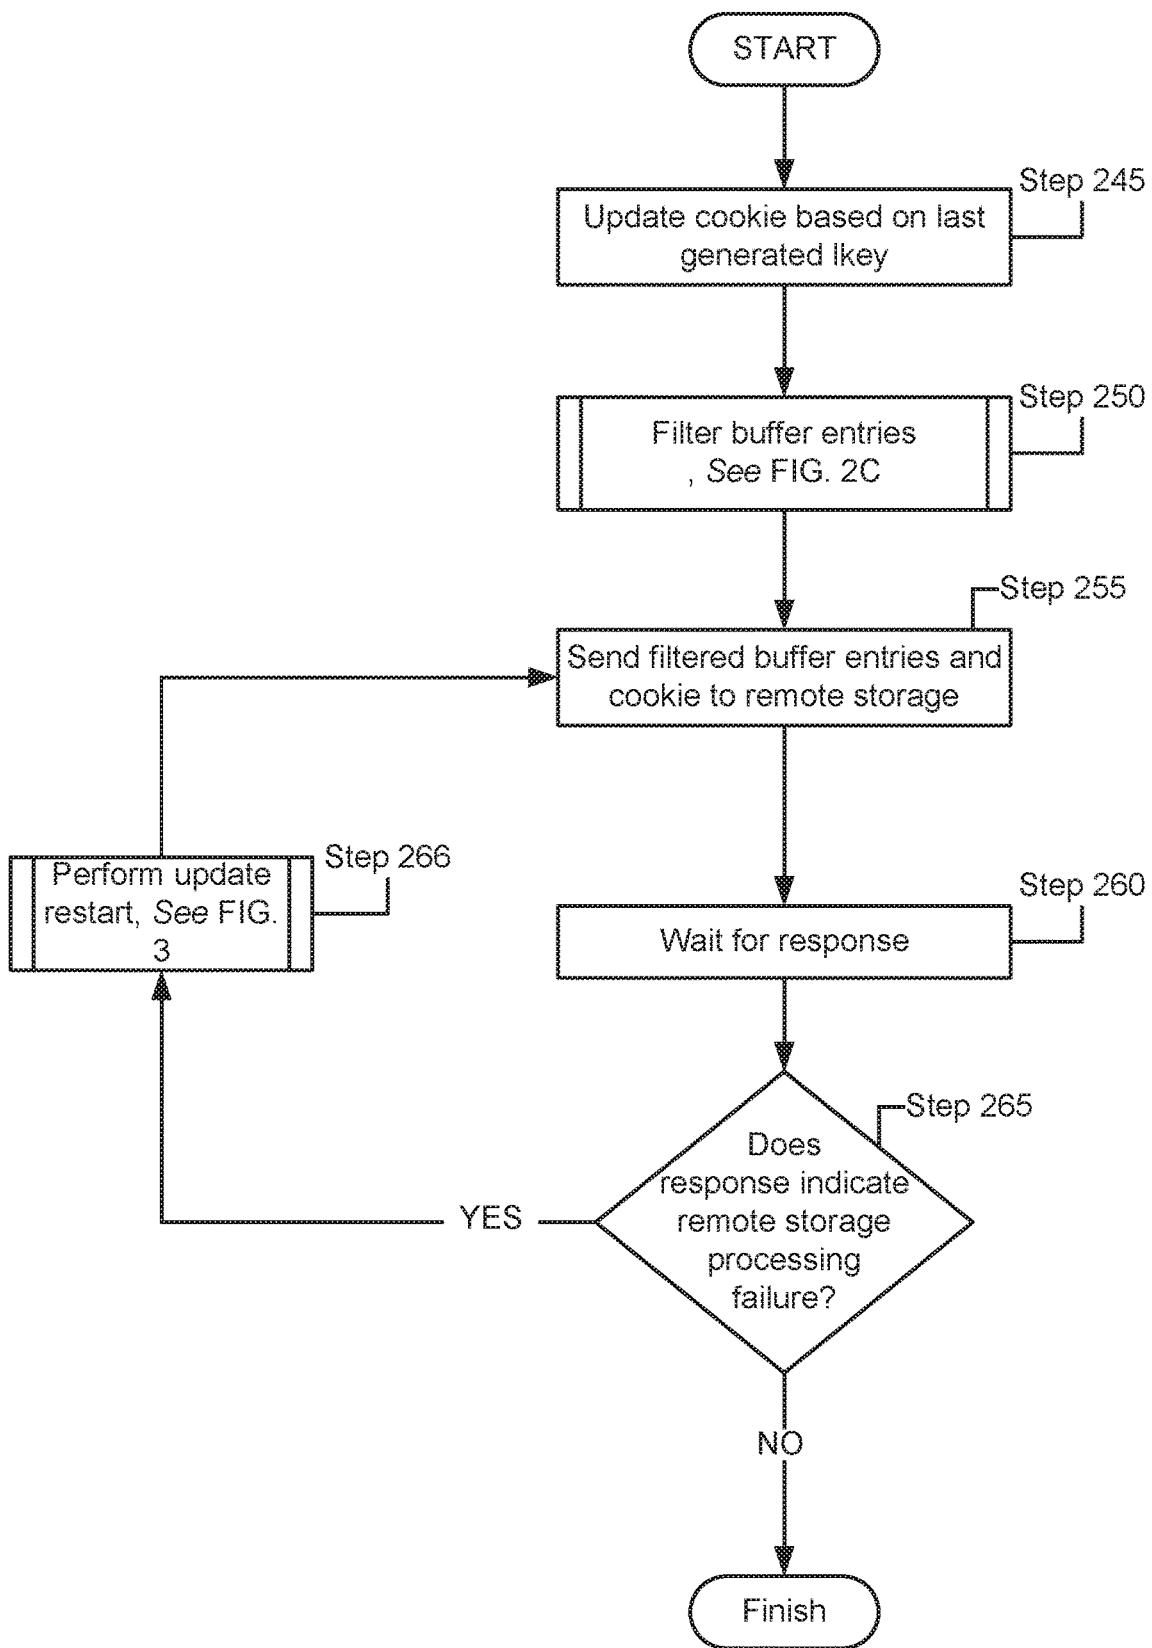 START
Step 245
Update cookie based on last
generated lkey
Step 250
Filter buffer entries
, See FIG. 2C
Step 255
Send filtered buffer entries and
cookie to remote storage
Step 266
Perform update
restart, See FIG.
3
Step 260
Wait for response
Step 265
Does
response indicate
remote storage
processing
failure?
YES
NO
Finish